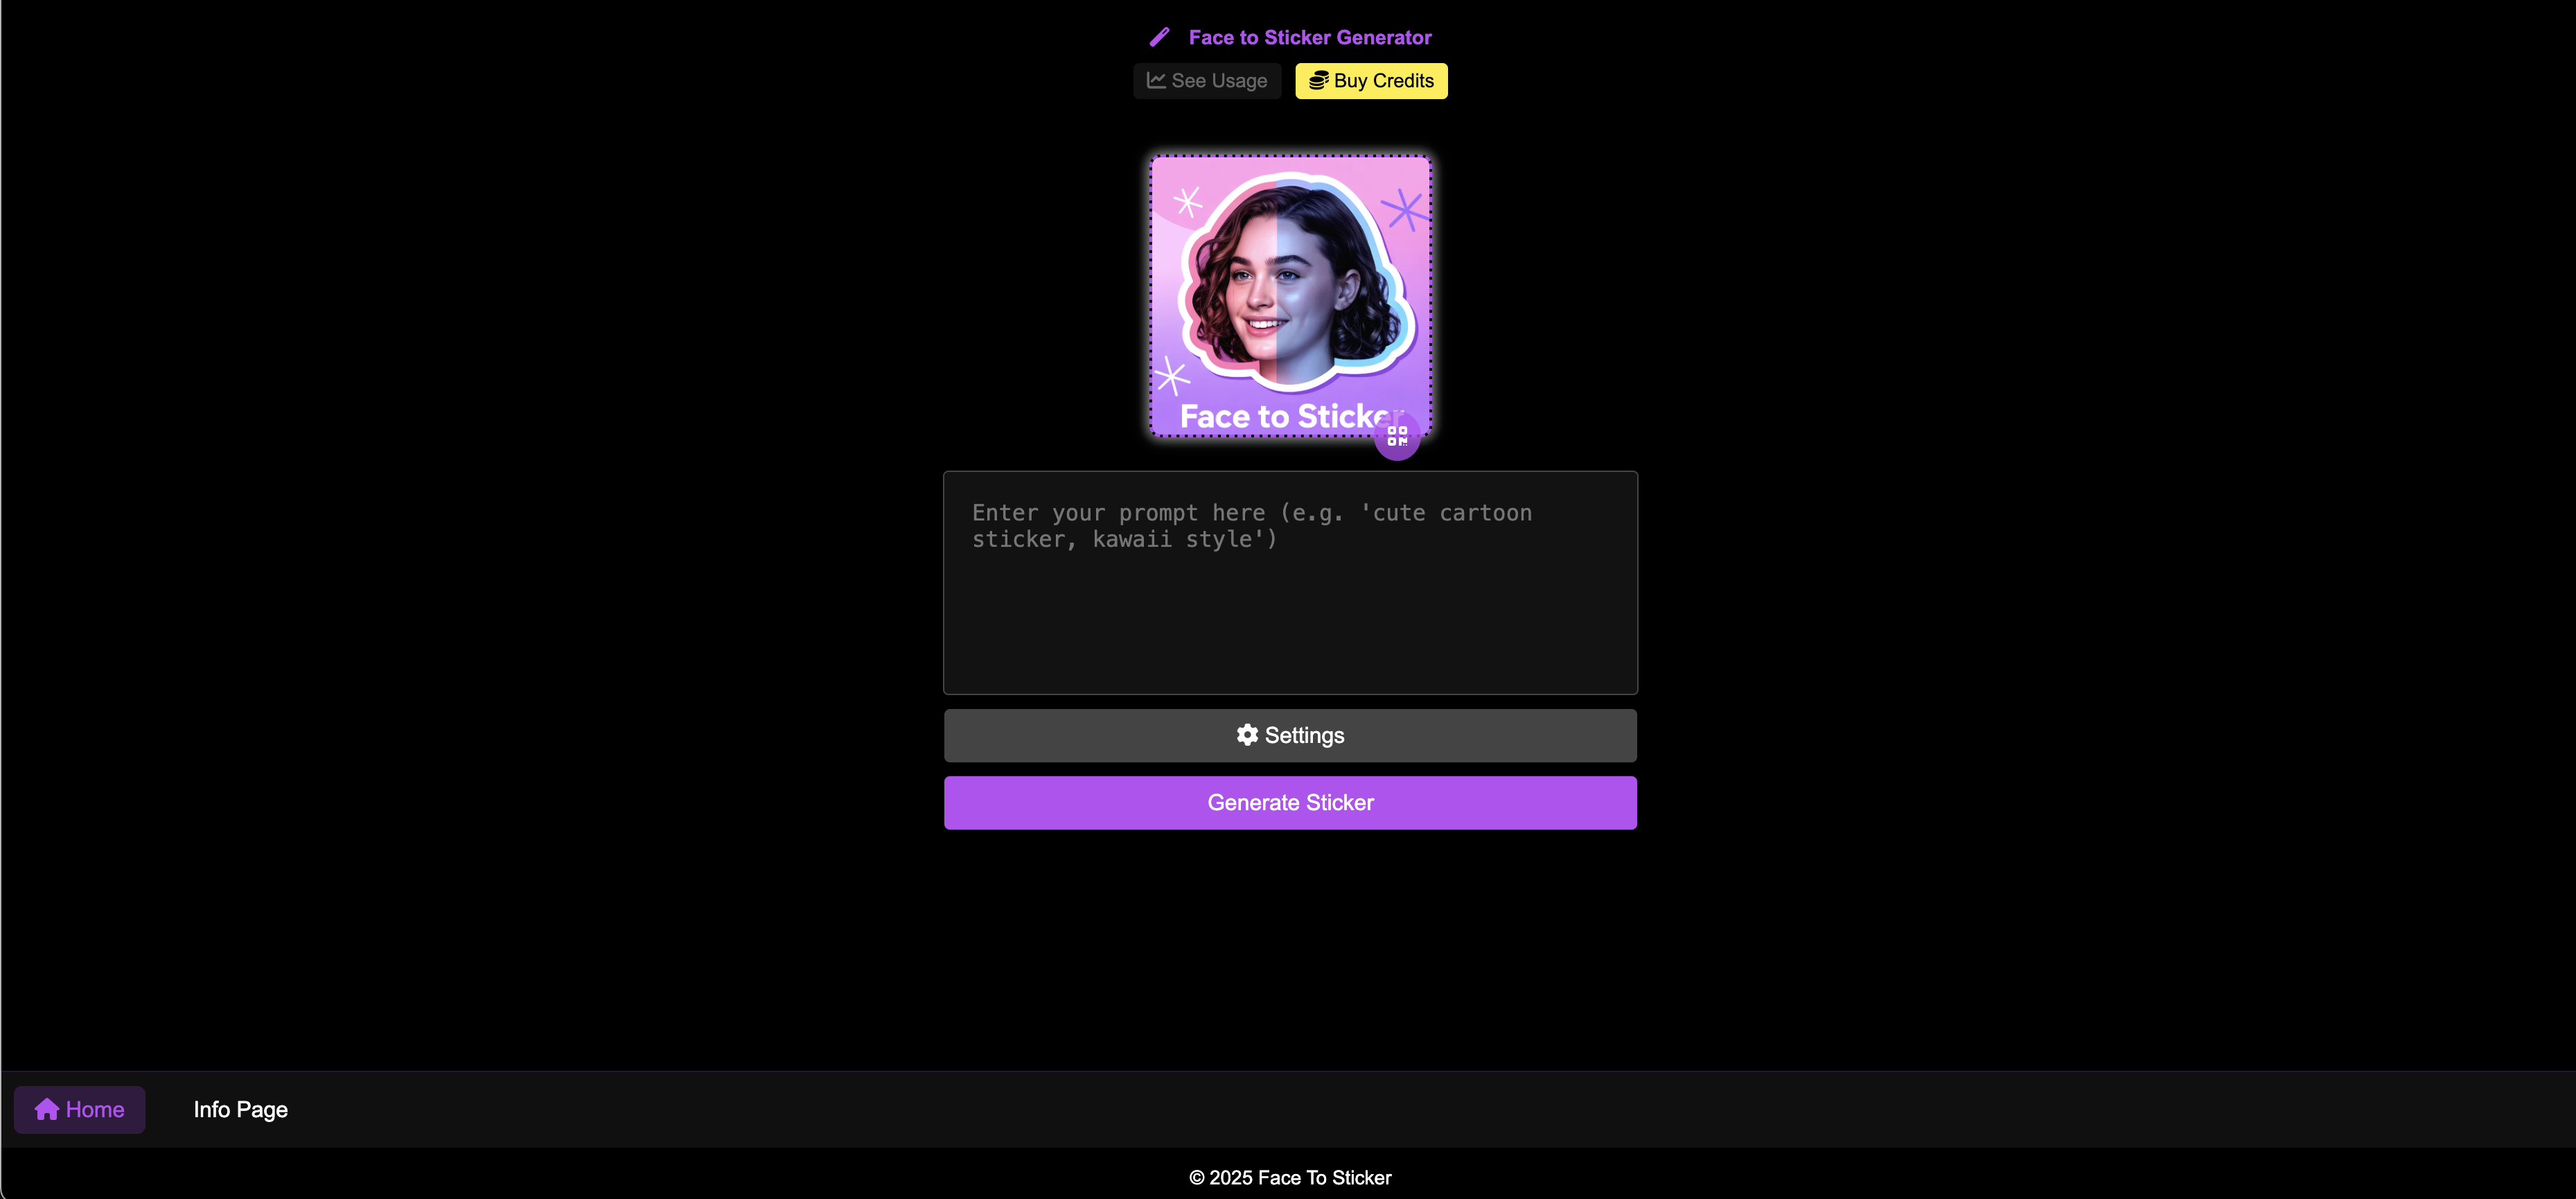 Face to Sticker Generator
See Usage
Buy Credits
Face to Sticker
Enter your prompt here (e.g. 'cute cartoon
sticker, kawaii style')
Settings
Generate Sticker
Home
Info Page
© 2025 Face To Sticker